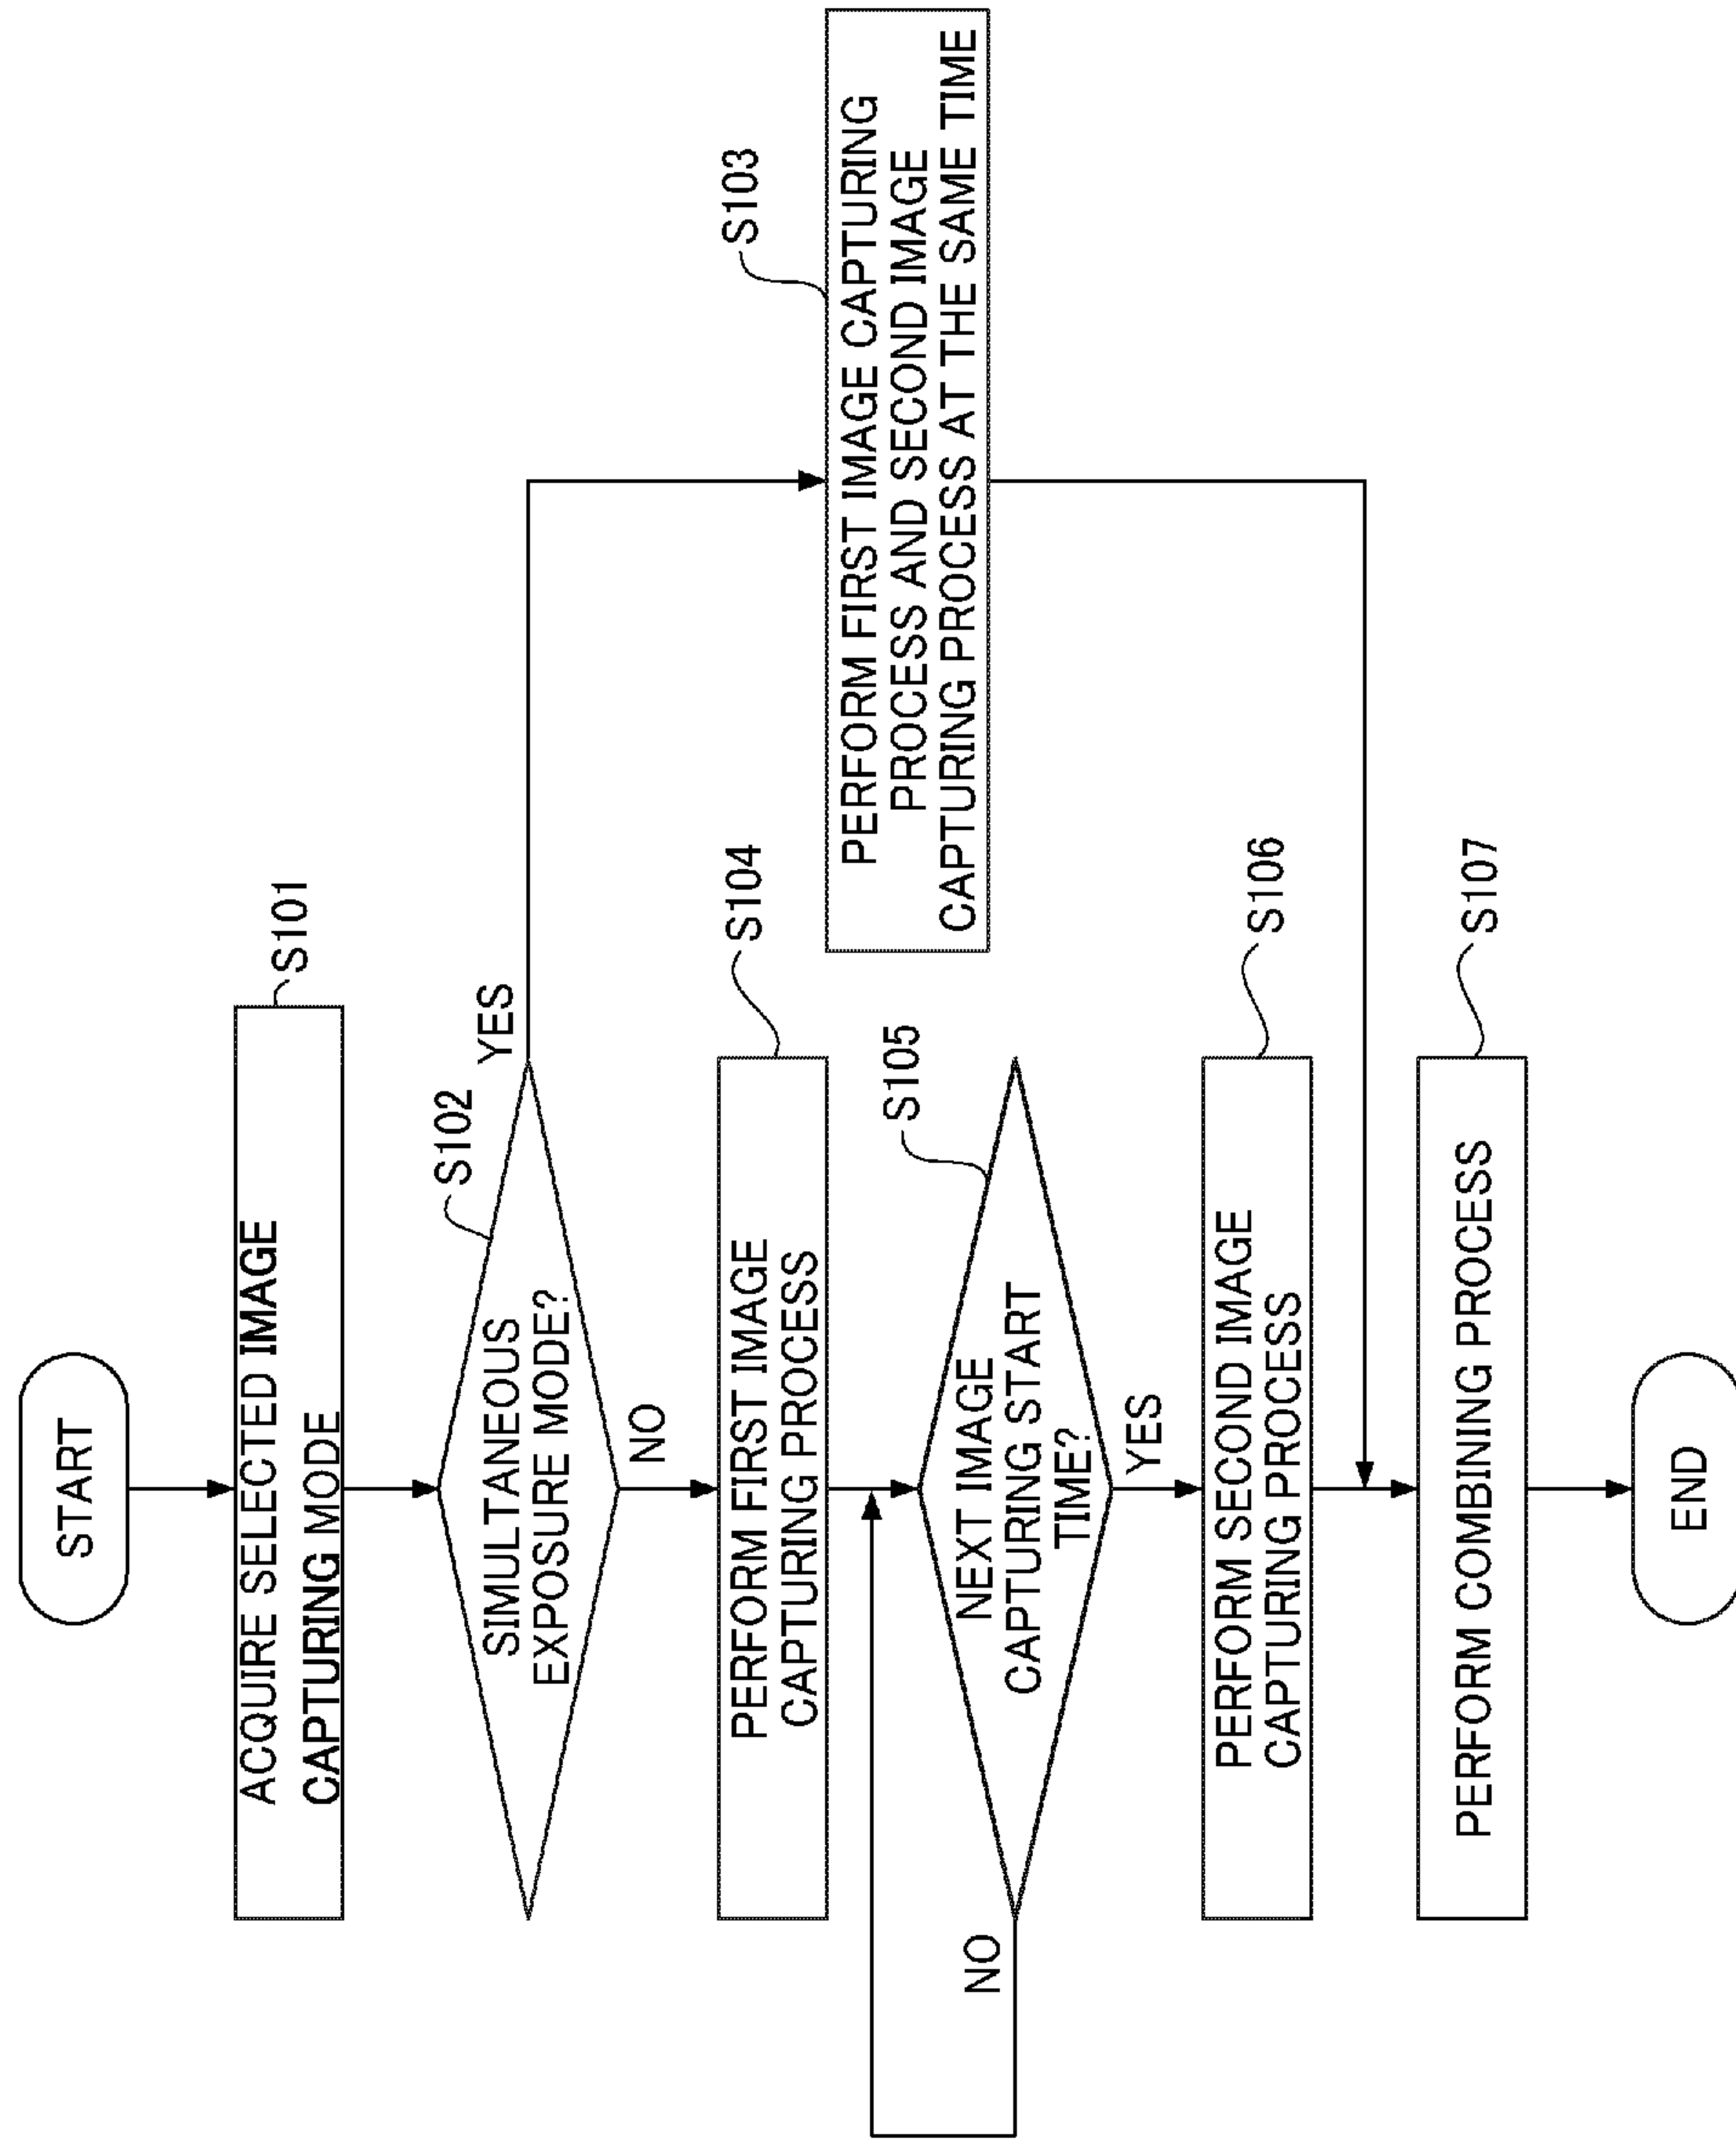 START
ACQUIRE SELECTED IMAGE
CAPTURING MODE
S101
SIMULTANEOUS
EXPOSURE MODE?
S102
YES
NO
PERFORM FIRST IMAGE CAPTURING
PROCESS AND SECOND IMAGE
CAPTURING PROCESS AT THE SAME TIME
S103
PERFORM FIRST IMAGE
CAPTURING PROCESS
S104
NEXT IMAGE
CAPTURING START
TIME?
S105
NO
YES
PERFORM SECOND IMAGE
CAPTURING PROCESS
S106
PERFORM COMBINING PROCESS
S107
END